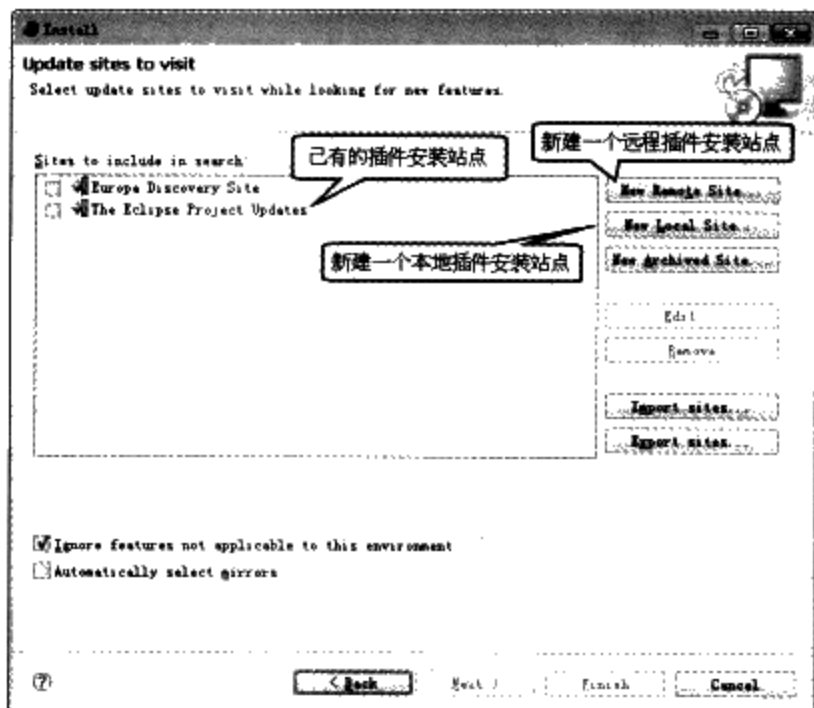 Install
Update sites to visit
Select update sites to visit while looking for new features.
新建一个远程插件安装站点
已有的插件安装站点
Sites to include in search
Europa Discovery Site
The Eclipse Project Updates
New Remote Site...
New Local Site...
新建一个本地插件安装站点
New Archived Site...
Edit
Remove
Import sites...
Export sites...
Ignore features not applicable to this environment
Automatically select mirrors
?
< Back
Next >
Finish
Cancel